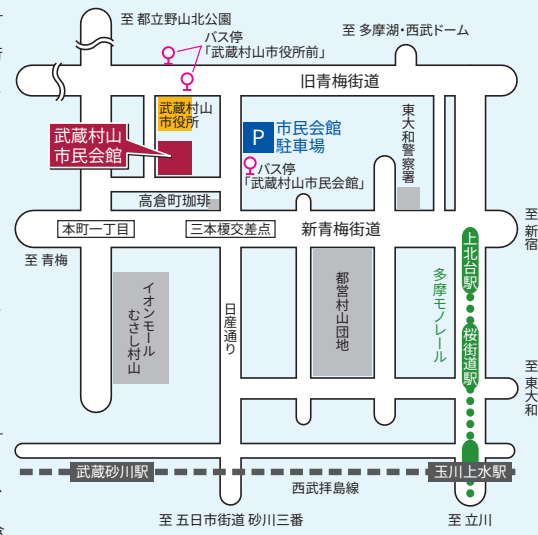 至 都立野山北公園
バス停
「武蔵村山市役所前」
至 多摩湖・西武ドーム
旧青梅街道
武蔵村山
市役所
武蔵村山
市民会館
P
市民会館
駐車場
バス停
「武蔵村山市民会館」
東大和警察署
高倉町珈琲
本町一丁目
三本榎交差点
新青梅街道
至 新宿
至 青梅
上北台駅
多摩モノレール
イオンモール
むさし村山
日産通り
都営村山団地
桜街道駅
至 東大和
武蔵砂川駅
玉川上水駅
西武拝島線
至 五日市街道 砂川三番
至 立川